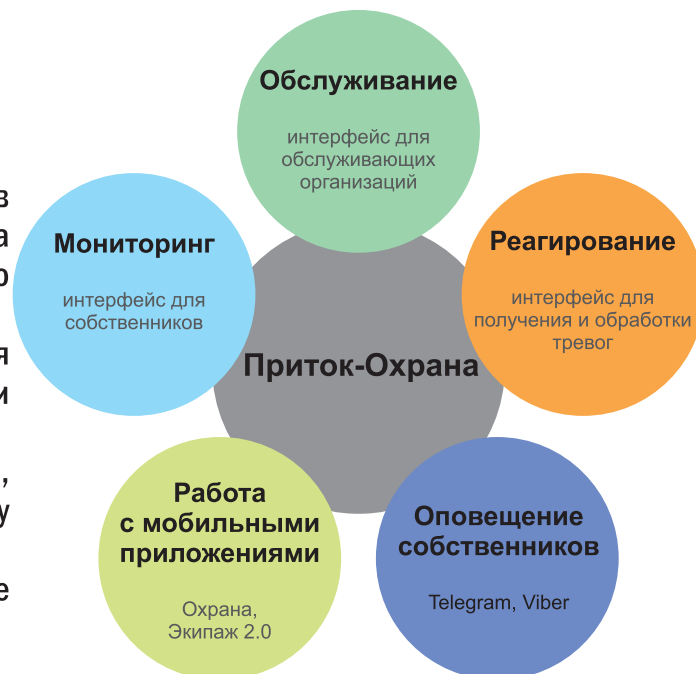 Обслуживание
интерфейс для
обслуживающих
организаций
Мониторинг
интерфейс для
собственников
Реагирование
интерфейс для
получения и обработки
тревог
Приток-Охрана
Работа
с мобильными
приложениями
Охрана,
Экипаж 2.0
Оповещение
собственников
Telegram, Viber
в
а
о
я
и
,
у
е